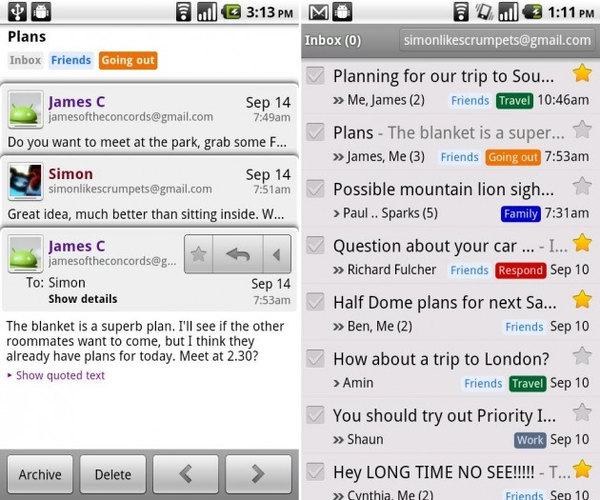 3:13 PM
Plans
Inbox Friends Going out
James C Sep 14
jamesoftheconcords@gmail.com 7:49am
Do you want to meet at the park, grab some F...
Simon Sep 14
simonlikescrumpets@gmail.com 7:51am
Great idea, much better than sitting inside. W...
James C
jamesoftheconcords@g...
To: Simon Sep 14
Show details 7:53am
The blanket is a superb plan. I'll see if the other
roommates want to come, but I think they
already have plans for today. Meet at 2.30?
Show quoted text
Archive Delete
1:11 PM
Inbox (0) simonlikescrumpets@gmail.com
Planning for our trip to Sou...
Me, James (2) Friends Travel 10:46am
Plans - The blanket is a super...
James, Me (3) Friends Going out 7:53am
Possible mountain lion sigh...
Paul .. Sparks (5) Family 7:31am
Question about your car ... - I...
Richard Fulcher Friends Respond Sep 10
Half Dome plans for next Sa...
Ben, Me (2) Friends Sep 10
How about a trip to London?
Amin Friends Travel Sep 10
You should try out Priority I...
Shaun Work Sep 10
Hey LONG TIME NO SEE!!!!! - T...
Cynthia, Me (2) Friends Sep 10